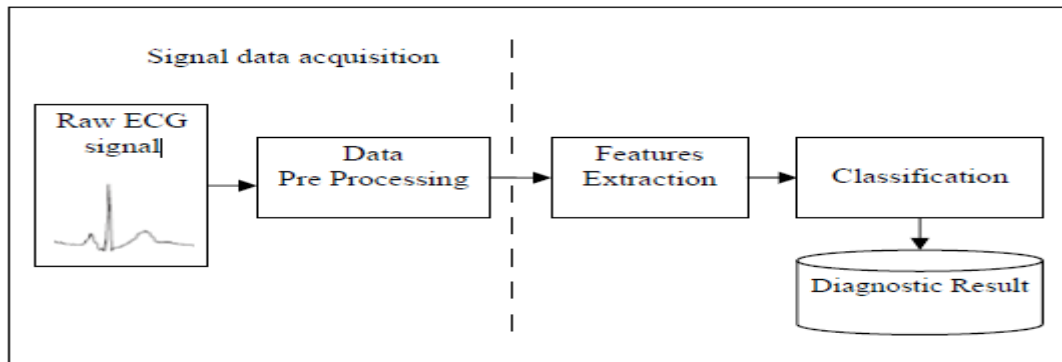 Signal data acquisition
Raw ECG
signal
Data
Pre Processing
Features
Extraction
Classification
Diagnostic Result